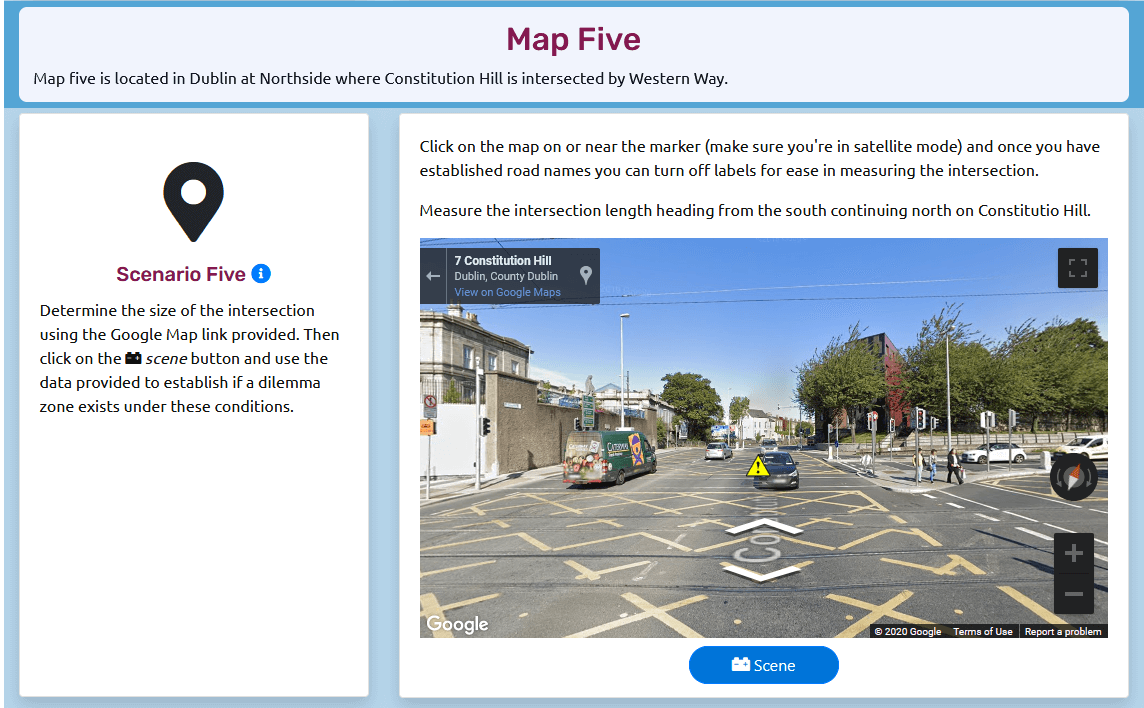 Map Five
Map five is located in Dublin at Northside where Constitution Hill is intersected by Western Way.
Scenario Five
Determine the size of the intersection
using the Google Map link provided. Then
click on the scene button and use the
data provided to establish if a dilemma
zone exists under these conditions.
Click on the map on or near the marker (make sure you're in satellite mode) and once you have
established road names you can turn off labels for ease in measuring the intersection.
Measure the intersection length heading from the south continuing north on Constitutio Hill.
7 Constitution Hill
Dublin, County Dublin
View on Google Maps
Google
© 2020 Google
Terms of Use
Report a problem
Scene